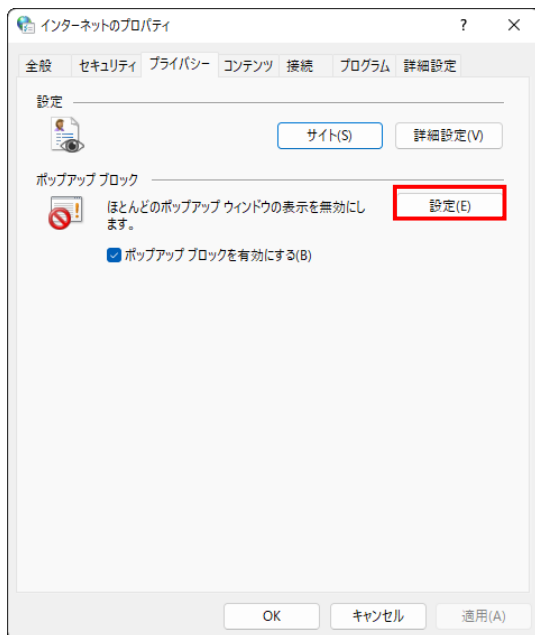 インターネットのプロパティ ? ×
全般 セキュリティ プライバシー コンテンツ 接続 プログラム 詳細設定
設定
サイト(S) 詳細設定(V)
ポップアップ ブロック
ほとんどのポップアップ ウィンドウの表示を無効にし 設定(E)
ます。
ポップアップ ブロックを有効にする(B)
OK キャンセル 適用(A)